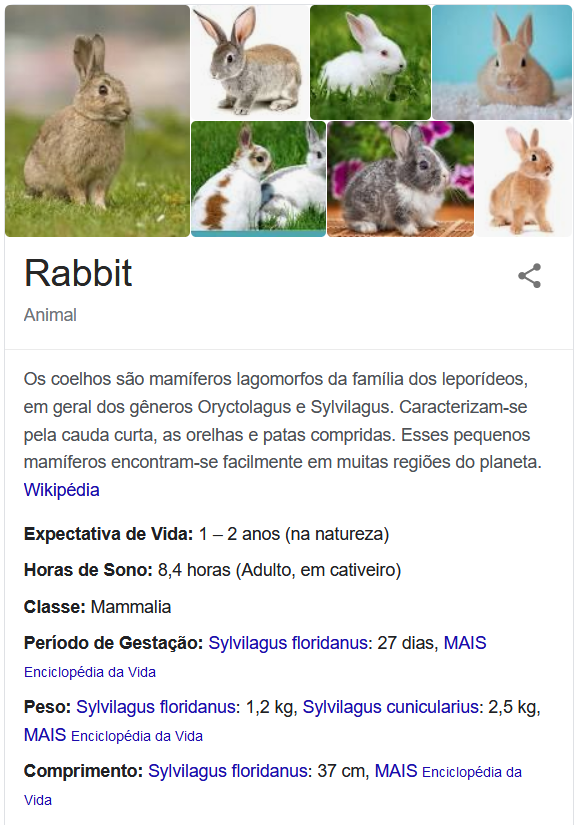 Rabbit
Animal
Os coelhos são mamíferos lagomorfos da família dos leporídeos,
em geral dos gêneros Oryctolagus e Sylvilagus. Caracterizam-se
pela cauda curta, as orelhas e patas compridas. Esses pequenos
mamíferos encontram-se facilmente em muitas regiões do planeta.
Wikipédia
Expectativa de Vida: 1 – 2 anos (na natureza)
Horas de Sono: 8,4 horas (Adulto, em cativeiro)
Classe: Mammalia
Período de Gestação: Sylvilagus floridanus: 27 dias, MAIS
Enciclopédia da Vida
Peso: Sylvilagus floridanus: 1,2 kg, Sylvilagus cunicularius: 2,5 kg,
MAIS Enciclopédia da Vida
Comprimento: Sylvilagus floridanus: 37 cm, MAIS Enciclopédia da
Vida